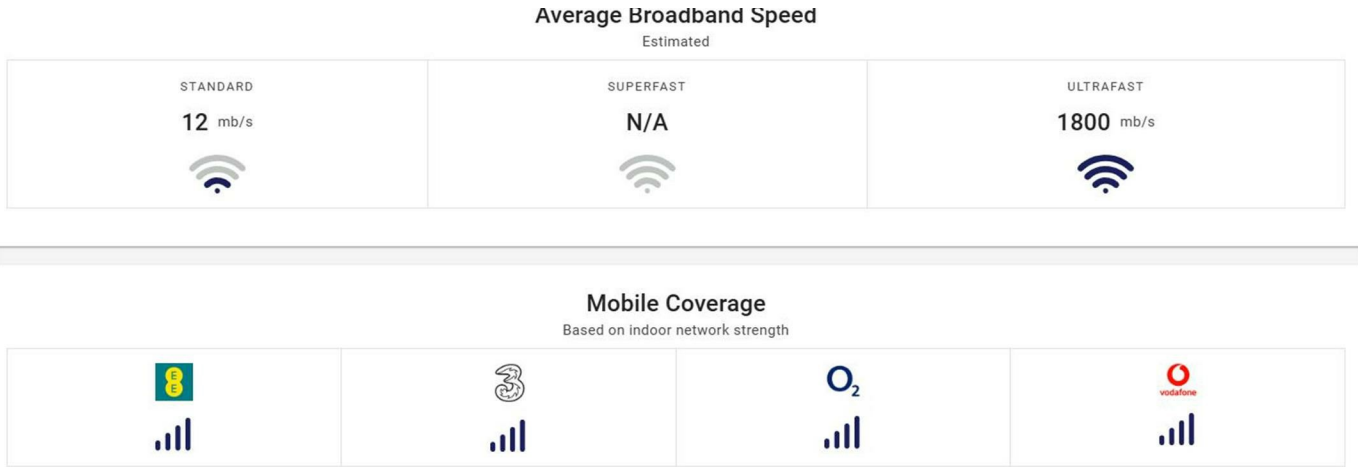 Average Broadband Speed
Estimated
STANDARD
SUPERFAST
ULTRAFAST
12 mb/s
N/A
1800 mb/s
Mobile Coverage
Based on indoor network strength
EE
3
O2
vodafone